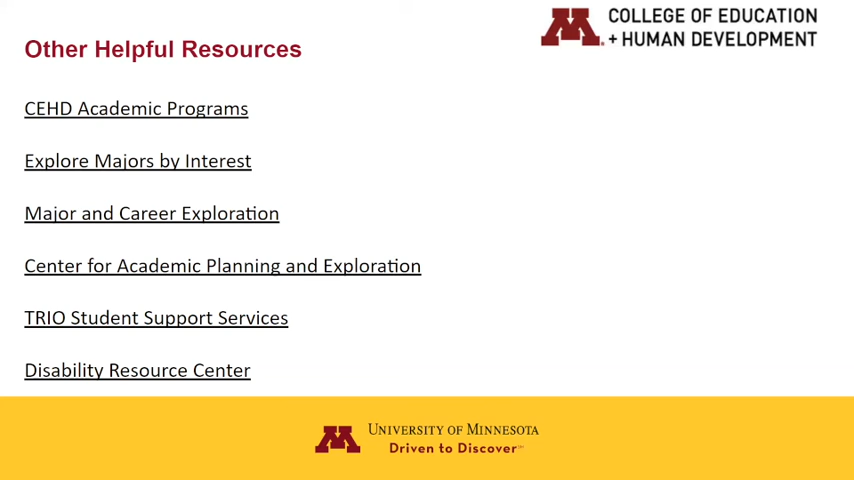 COLLEGE OF EDUCATION
+ HUMAN DEVELOPMENT
Other Helpful Resources
CEHD Academic Programs
Explore Majors by Interest
Major and Career Exploration
Center for Academic Planning and Exploration
TRIO Student Support Services
Disability Resource Center
UNIVERSITY OF MINNESOTA
Driven to Discover℠